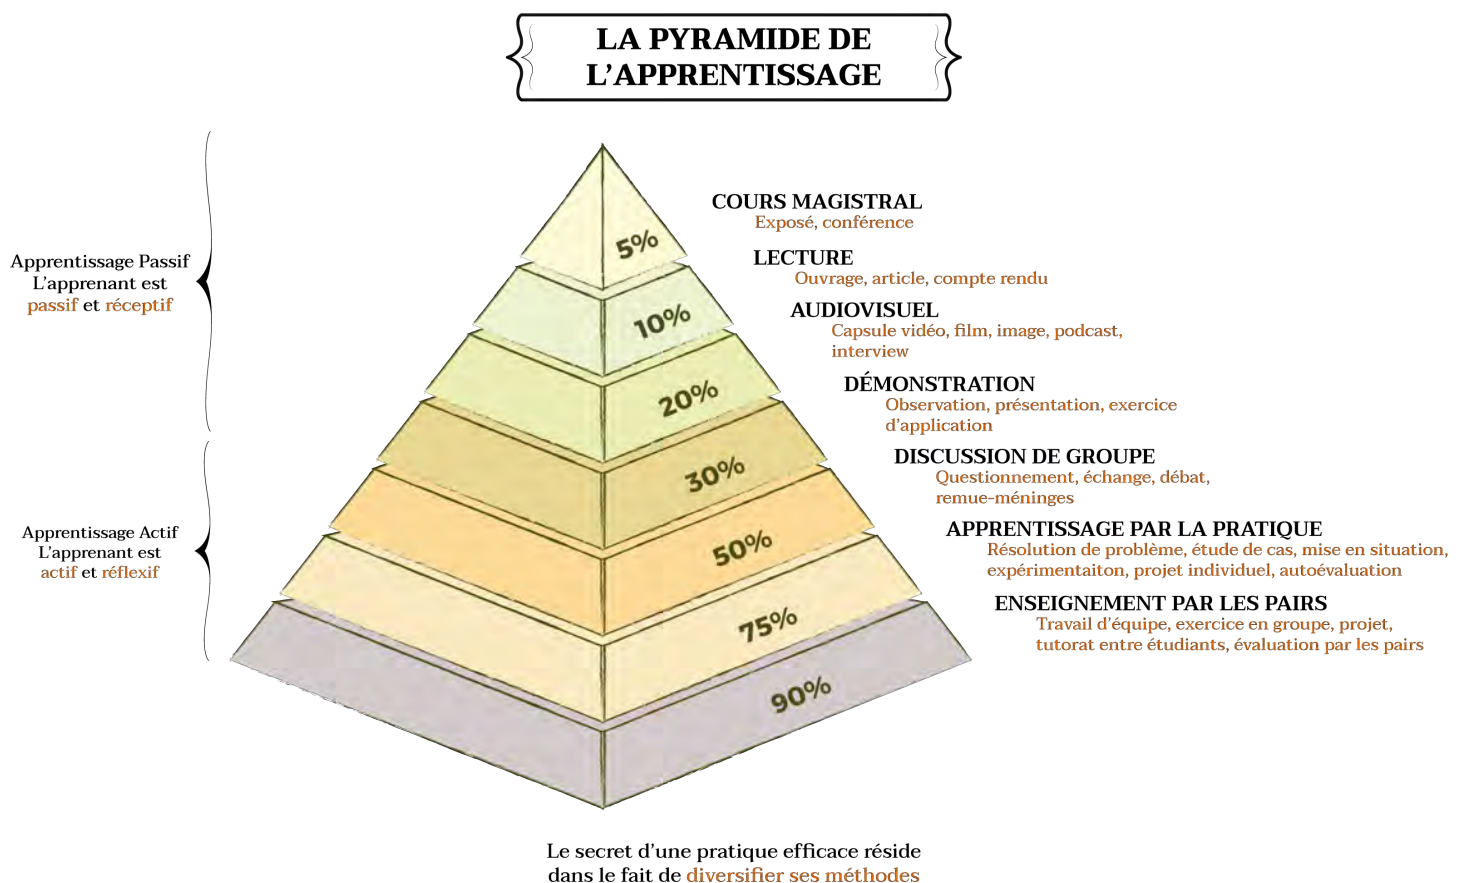 LA PYRAMIDE DE
L'APPRENTISSAGE
Apprentissage Passif
L'apprenant est
passif et réceptif
Apprentissage Actif
L'apprenant est
actif et réflexif
5%
10%
20%
30%
50%
75%
90%
COURS MAGISTRAL
Exposé, conférence
LECTURE
Ouvrage, article, compte rendu
AUDIOVISUEL
Capsule vidéo, film, image, podcast,
interview
DÉMONSTRATION
Observation, présentation, exercice
d'application
DISCUSSION DE GROUPE
Questionnement, échange, débat,
remue-méninges
APPRENTISSAGE PAR LA PRATIQUE
Résolution de problème, étude de cas, mise en situation,
expérimentaiton, projet individuel, autoévaluation
ENSEIGNEMENT PAR LES PAIRS
Travail d'équipe, exercice en groupe, projet,
tutorat entre étudiants, évaluation par les pairs
Le secret d'une pratique efficace réside
dans le fait de diversifier ses méthodes